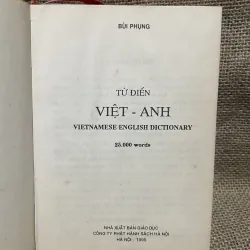 BÙI PHỤNG
TỪ ĐIỂN
VIỆT - ANH
VIETNAMESE ENGLISH DICTIONARY
25.000 words
NHÀ XUẤT BẢN GIÁO DỤC
CÔNG TY PHÁT HÀNH SÁCH HÀ NỘI
HÀ NỘI - 1995